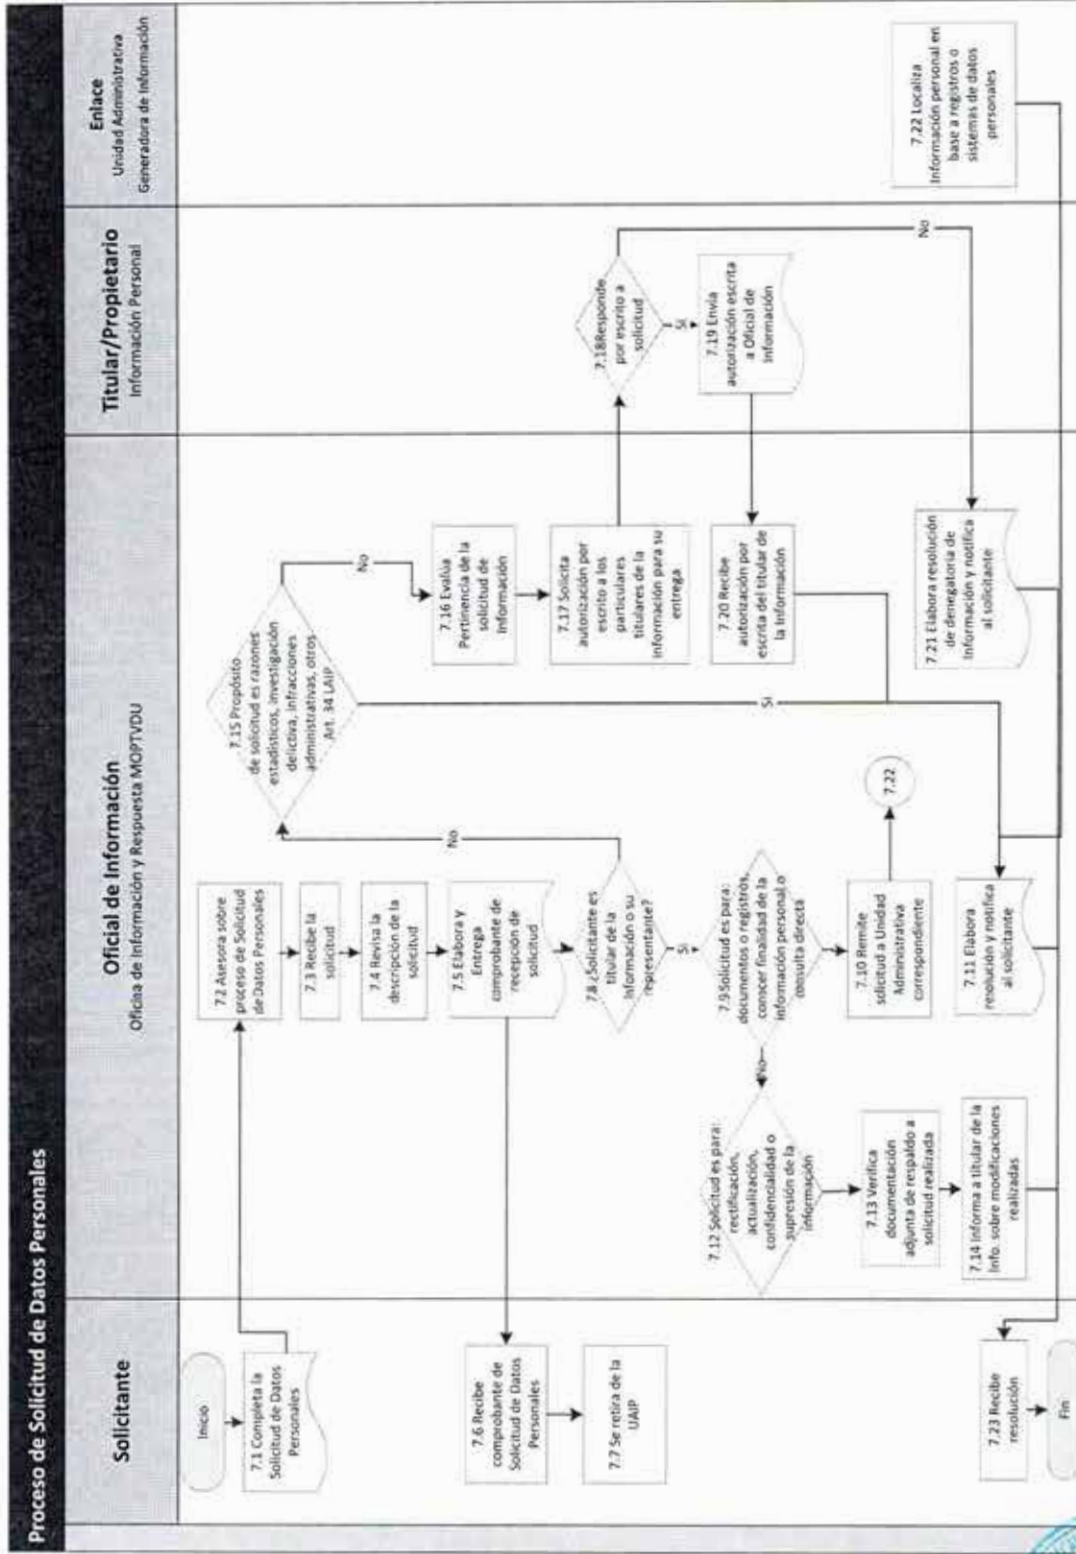 Proceso de Solicitud de Datos Personales
Solicitante
Oficial de Información
Oficina de Información y Respuesta MOPTVDU
Titular/Propietario
Información Personal
Enlace
Unidad Administrativa
Generadora de Información
Inicio
7.1 Completa la
Solicitud de Datos
Personales
7.2 Asesora sobre
proceso de Solicitud
de Datos Personales
7.3 Recibe la
solicitud
7.4 Revisa la
descripción de la
solicitud
7.5 Elabora y
Entrega
comprobante de
recepción de
solicitud
7.6 Recibe
comprobante de
Solicitud de Datos
Personales
7.7 Se retira de la
UAIP
7.8 ¿Solicitante es
titular de la
Información o su
representante?
No
Si
7.9 Solicitud es para:
documentos o registros,
conocer finalidad de la
información personal o
consulta directa
No
7.10 Remite
solicitud a Unidad
Administrativa
correspondiente
7.22
7.11 Elabora
resolución y notifica
al solicitante
7.12 Solicitud es para:
rectificación,
actualización,
confidencialidad o
supresión de la
información
7.13 Verifica
documentación
adjunta de respaldo a
solicitud realizada
7.14 Informa a titular de la
Info. sobre modificaciones
realizadas
7.15 Propósito
de solicitud es razones
estadísticos, investigación
delictiva, infracciones
administrativas, otros
Art. 34 LAIP
No
Si
7.16 Evalúa
Pertinencia de la
solicitud de
Información
7.17 Solicita
autorización por
escrito a los
particulares
titulares de la
información para su
entrega
7.18Responde
por escrito a
solicitud
Si
No
7.19 Envía
autorización escrita
a Oficial de
Información
7.20 Recibe
autorización por
escrita del titular de
la Información
7.21 Elabora resolución
de denegatoria de
Información y notifica
al solicitante
7.22 Localiza
Información personal en
base a registros o
sistemas de datos
personales
7.23 Recibe
resolución
Fin